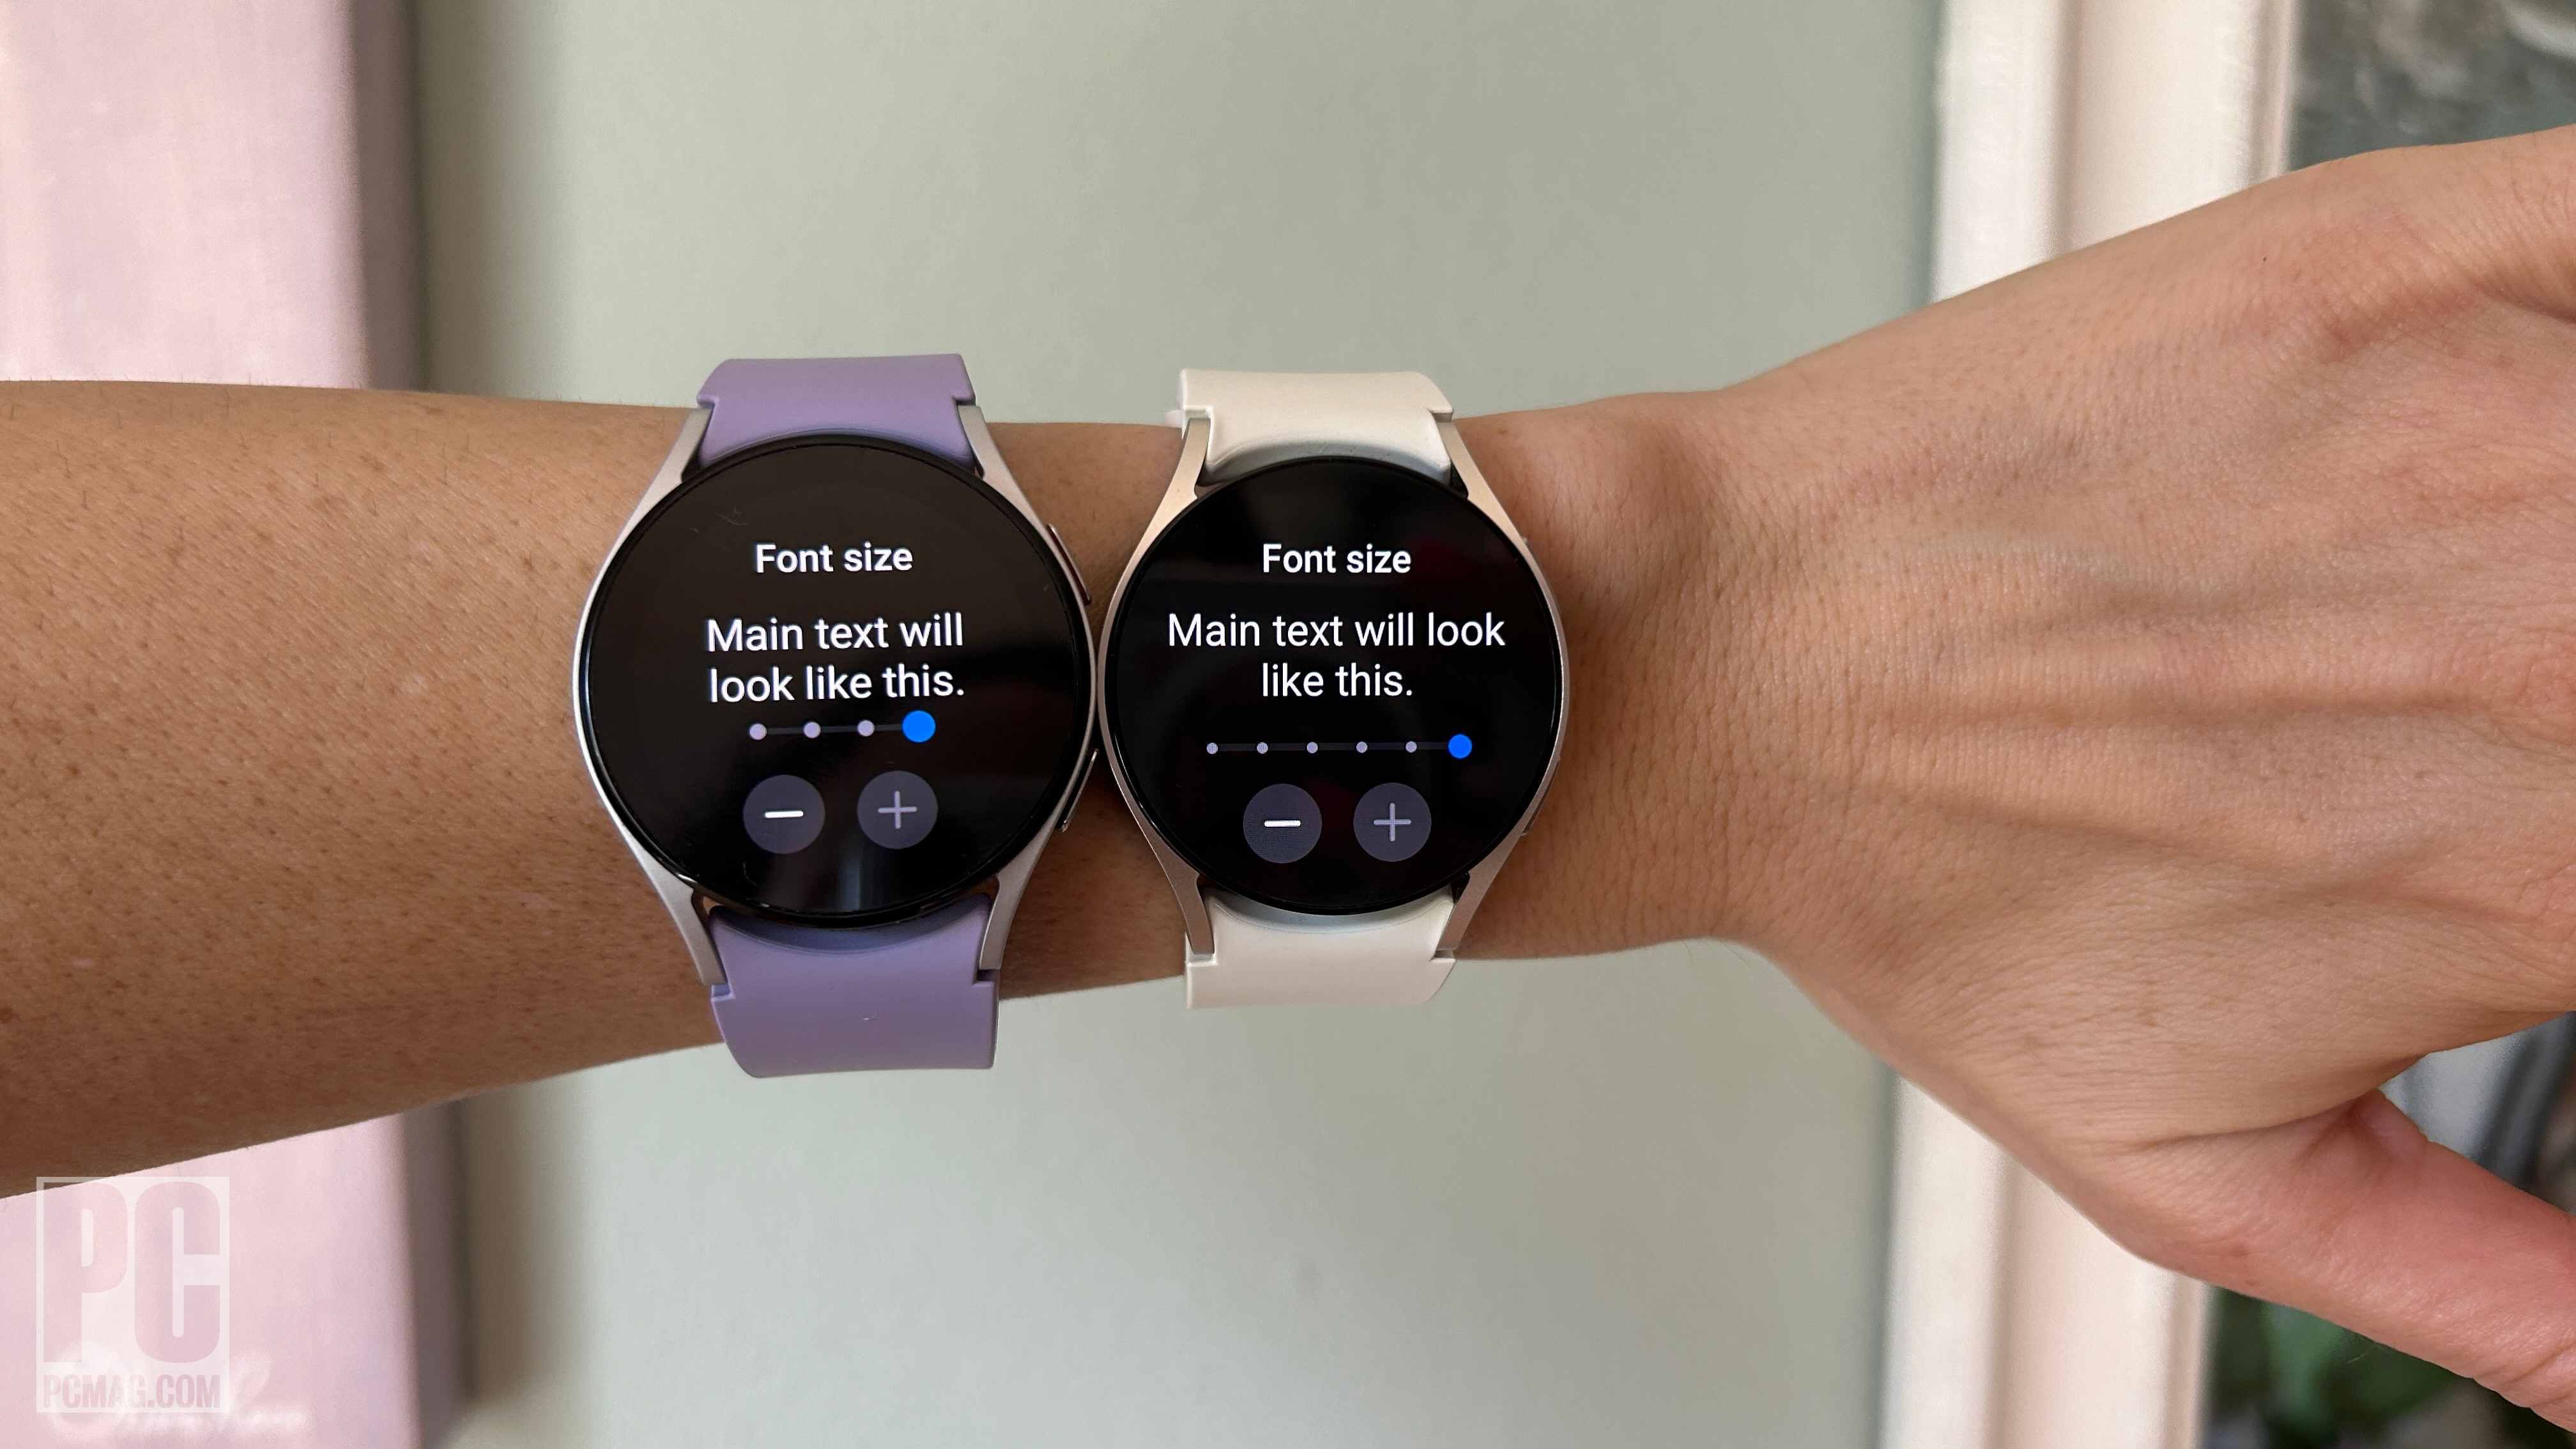 Font size
Main text will
look like this.
Font size
Main text will look
like this.
PC
PCMAG.COM